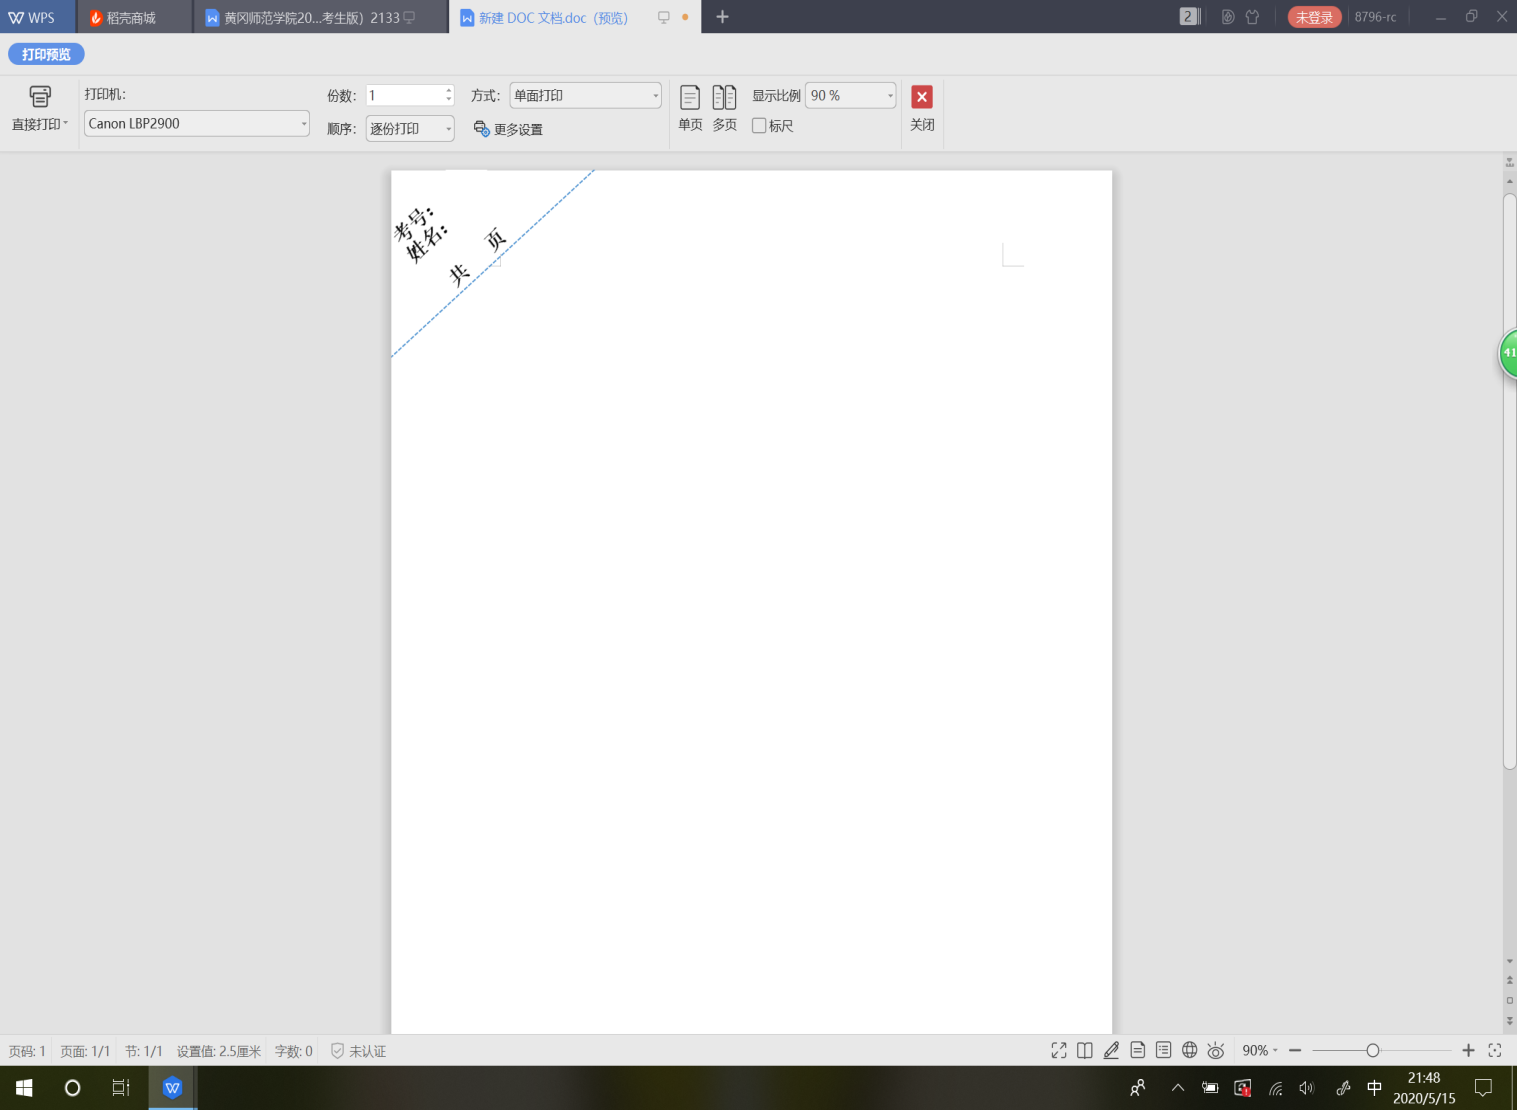 WPS
稻壳商城
黄冈师范学院20...考生版）2133
新建 DOC 文档.doc（预览）
2
未登录
8796-rc
打印预览
直接打印
打印机:
Canon LBP2900
份数: 1
顺序: 逐份打印
方式: 单面打印
更多设置
单页
多页
显示比例 90 %
标尺
关闭
考号:
姓名:
共 页
41
页码: 1
页面: 1/1
节: 1/1
设置值: 2.5厘米
字数: 0
未认证
90%
中
21:48
2020/5/15